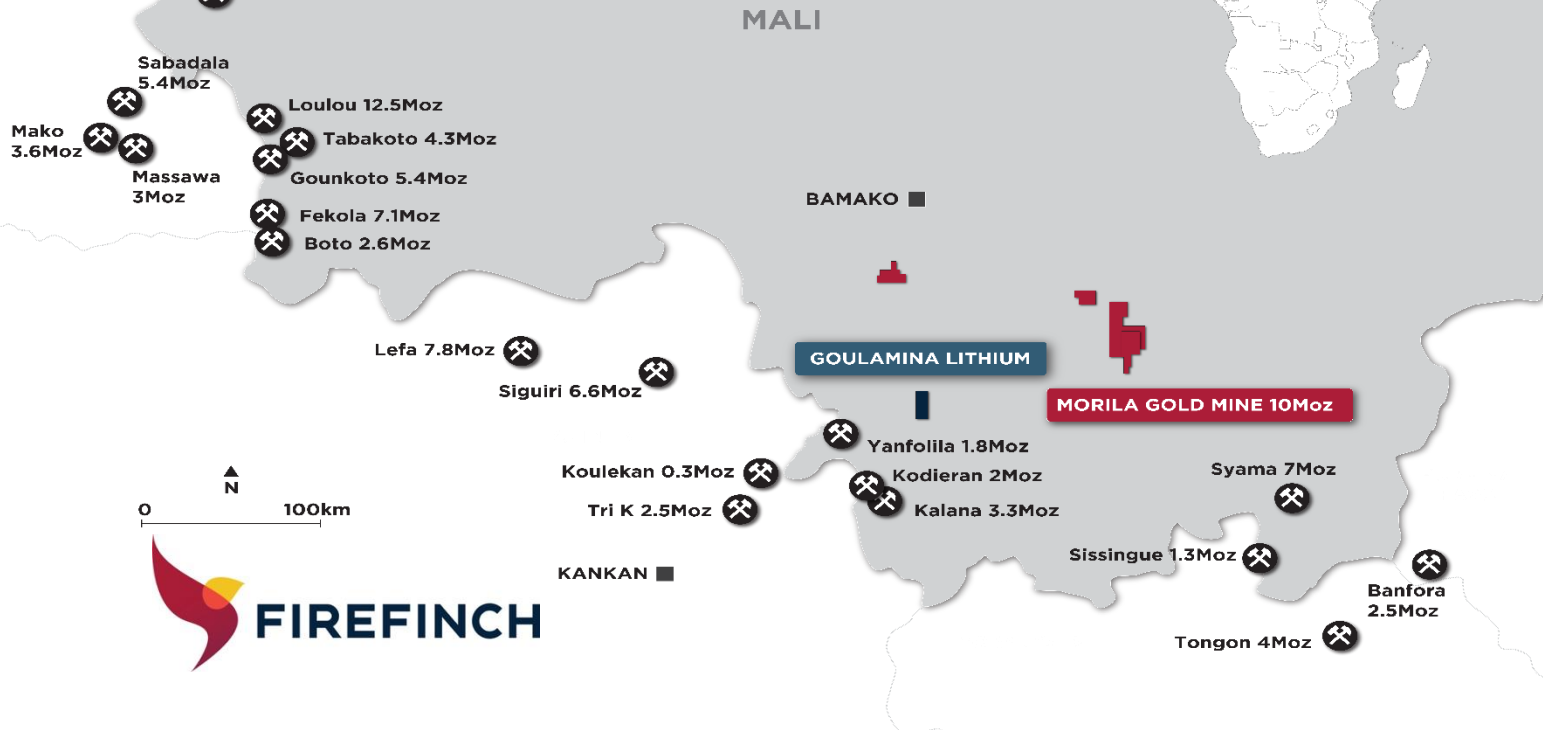 MALI
Sabadala
5.4Moz
Loulou 12.5Moz
Mako
3.6Moz
Tabakoto 4.3Moz
Massawa
3Moz
Gounkoto 5.4Moz
BAMAKO
Fekola 7.1Moz
Boto 2.6Moz
Lefa 7.8Moz
GOULAMINA LITHIUM
Siguiri 6.6Moz
MORILA GOLD MINE 10Moz
Yanfolila 1.8Moz
Koulekan 0.3Moz
Kodieran 2Moz
Syama 7Moz
N
0 100km
Tri K 2.5Moz
Kalana 3.3Moz
Sissingue 1.3Moz
KANKAN
Banfora
2.5Moz
FIREFINCH
Tongon 4Moz